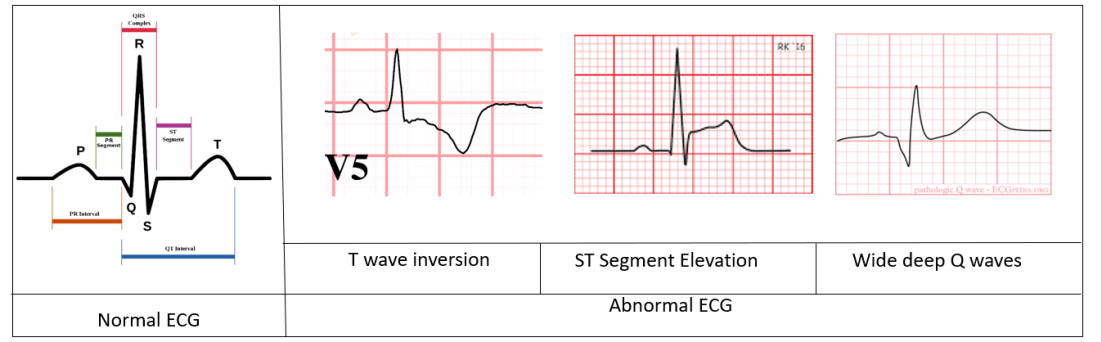 QRS
Complex
R
PR
Segment
ST
Segment
P
T
Q
S
PR Interval
QT Interval
Normal ECG
V5
RK '16
pathologic Q wave - ECGPEDIA.ORG
T wave inversion
ST Segment Elevation
Wide deep Q waves
Abnormal ECG